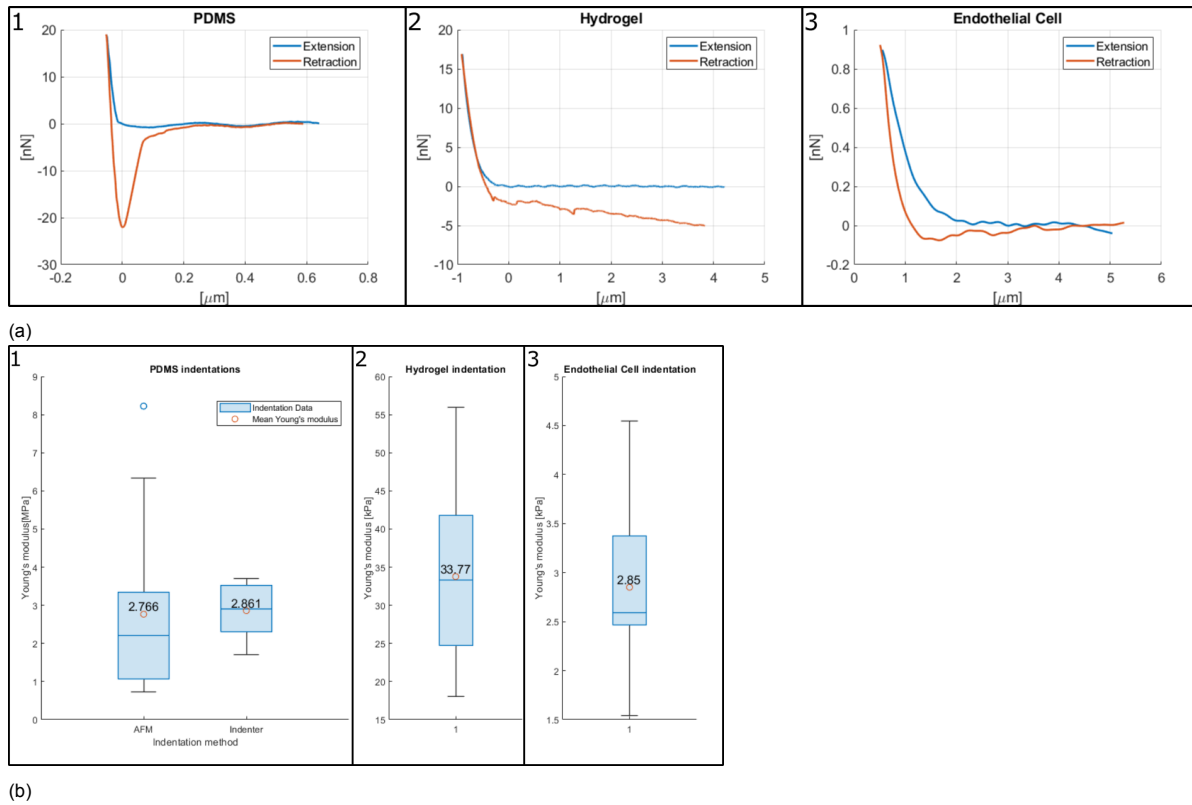 1
PDMS
20
10
0
-10
-20
-30
[nN]
-0.2
0
0.2
0.4
0.6
0.8
[μm]
Extension
Retraction
2
Hydrogel
20
15
10
5
0
-5
-10
[nN]
-1
0
1
2
3
4
5
[μm]
Extension
Retraction
3
Endothelial Cell
1
0.8
0.6
0.4
0.2
0
-0.2
[nN]
0
1
2
3
4
5
6
[μm]
Extension
Retraction
(a)
1
PDMS indentations
9
8
7
6
5
4
3
2
1
0
Young's modulus[MPa]
Indentation Data
Mean Young's modulus
2.766
2.861
AFM
Indenter
Indentation method
2
Hydrogel indentation
60
55
50
45
40
35
30
25
20
15
Young's modulus [kPa]
33.77
1
3
Endothelial Cell indentation
5
4.5
4
3.5
3
2.5
2
1.5
Young's modulus [kPa]
2.85
1
(b)